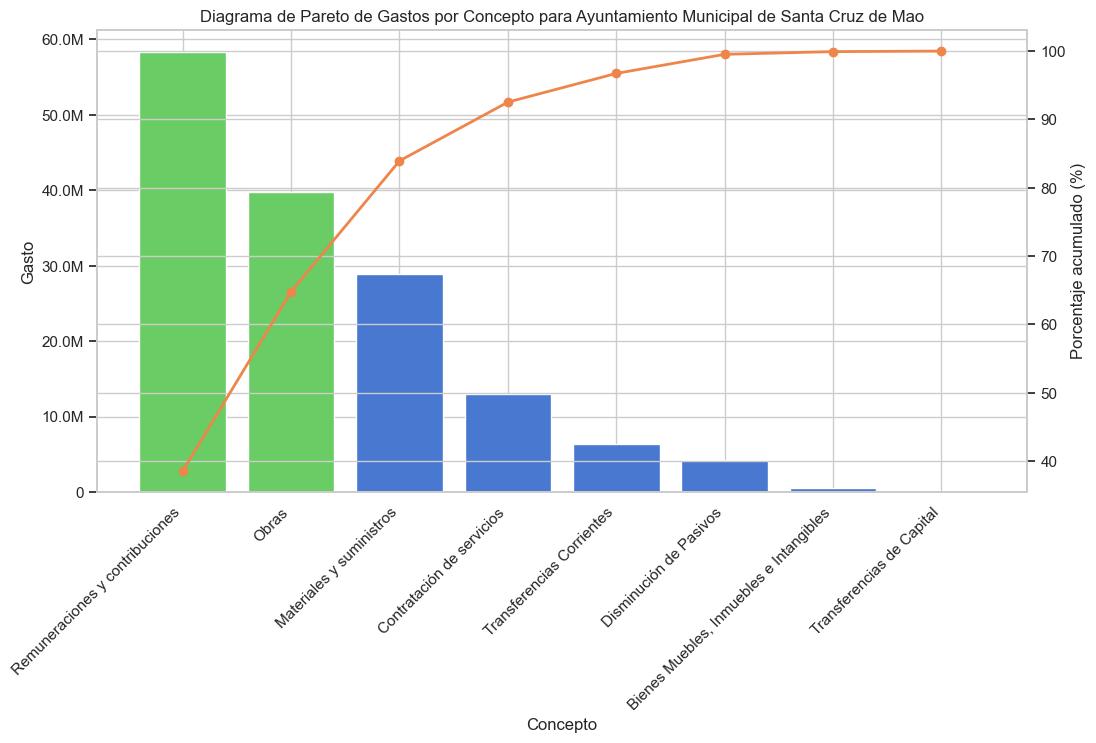 Diagrama de Pareto de Gastos por Concepto para Ayuntamiento Municipal de Santa Cruz de Mao
60.0M
50.0M
40.0M
30.0M
20.0M
10.0M
0
Gasto
100
90
80
70
60
50
40
Porcentaje acumulado (%)
Remuneraciones y contribuciones
Obras
Materiales y suministros
Contratación de servicios
Transferencias Corrientes
Disminución de Pasivos
Bienes Muebles, Inmuebles e Intangibles
Transferencias de Capital
Concepto